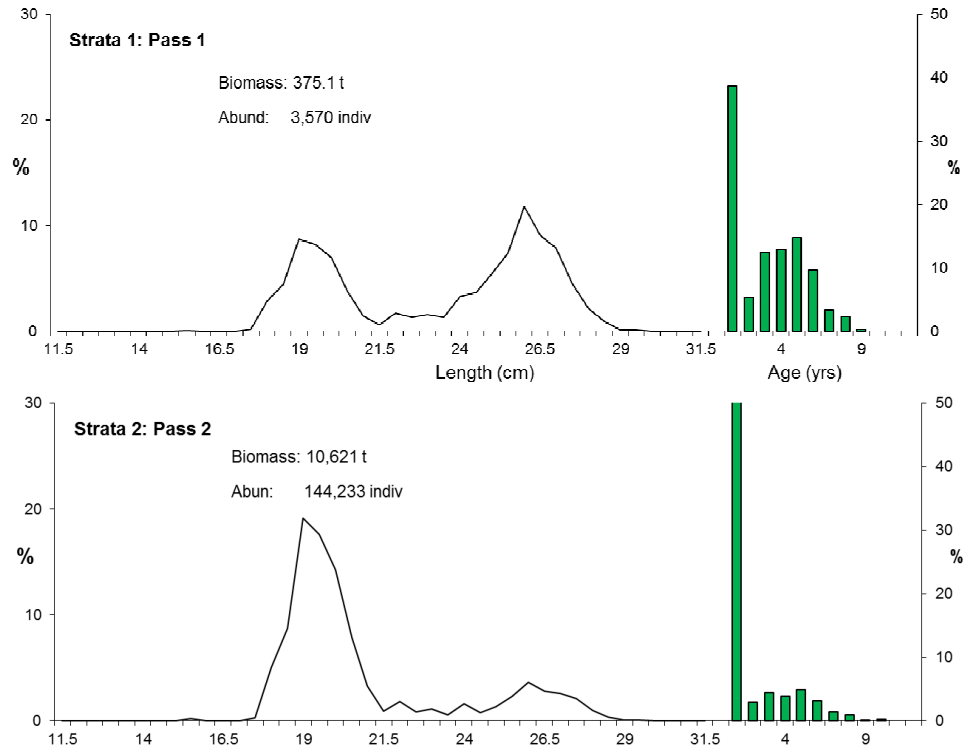 30
50
Strata 1: Pass 1
Biomass: 375.1 t
40
Abund: 3,570 indiv
20
30
%
%
20
10
10
0
0
11.5 14 16.5 19 21.5 24 26.5 29 31.5 4 9
Length (cm) Age (yrs)
30
50
Strata 2: Pass 2
Biomass: 10,621 t
40
Abun: 144,233 indiv
20
30
%
%
20
10
10
0
0
11.5 14 16.5 19 21.5 24 26.5 29 31.5 4 9